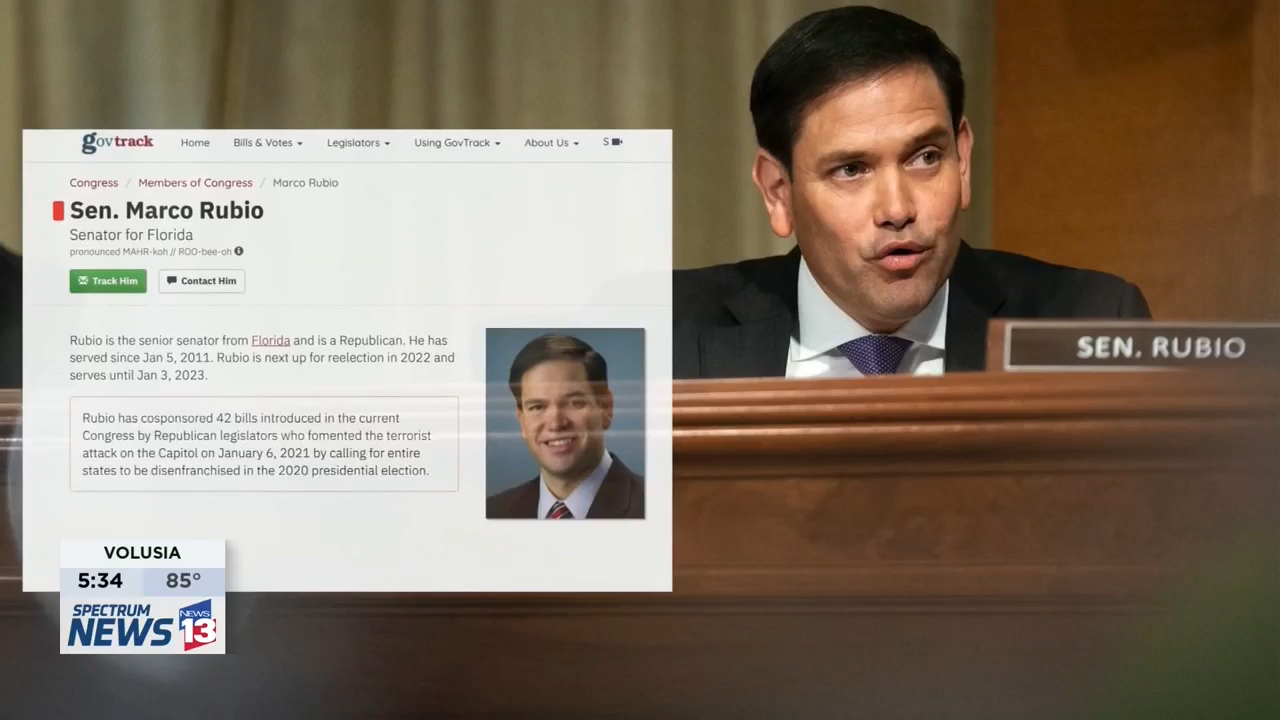 govtrack Home Bills & Votes Legislators Using GovTrack About Us S
Congress / Members of Congress / Marco Rubio
Sen. Marco Rubio
Senator for Florida
pronounced MAHR-koh // ROO-bee-oh
Track Him Contact Him
Rubio is the senior senator from Florida and is a Republican. He has
served since Jan 5, 2011. Rubio is next up for reelection in 2022 and
serves until Jan 3, 2023.
Rubio has cosponsored 42 bills introduced in the current
Congress by Republican legislators who fomented the terrorist
attack on the Capitol on January 6, 2021 by calling for entire
states to be disenfranchised in the 2020 presidential election.
SEN. RUBIO
VOLUSIA
5:34 85°
SPECTRUM
NEWS NEWS 13